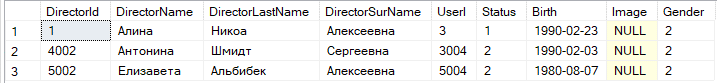 DirectorId DirectorName DirectorLastName DirectorSurName UserI Status Birth Image Gender
1 1 Алина Никоа Алексеевна 3 1 1990-02-23 NULL 2
2 4002 Антонина Шмидт Сергеевна 3004 2 1990-02-03 NULL 2
3 5002 Елизавета Альбибек Алексеевна 5004 2 1980-08-07 NULL 2